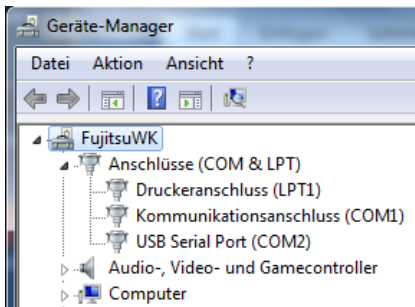 Geräte-Manager
Datei Aktion Ansicht ?
FujitsuWK
Anschlüsse (COM & LPT)
Druckeranschluss (LPT1)
Kommunikationsanschluss (COM1)
USB Serial Port (COM2)
Audio-, Video- und Gamecontroller
Computer